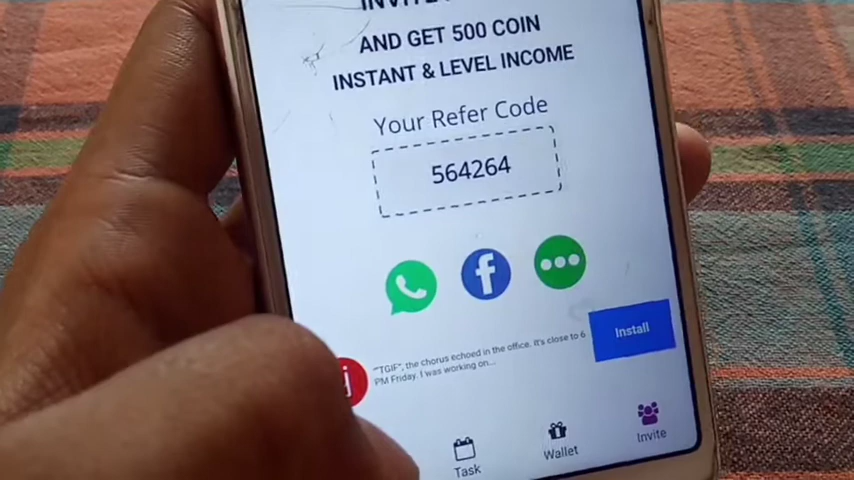 INVITE
AND GET 500 COIN
INSTANT & LEVEL INCOME
Your Refer Code
564264
"TGIF", the chorus echoed in the office. It's close to 6
PM Friday. I was working on...
Install
Task
Wallet
Invite